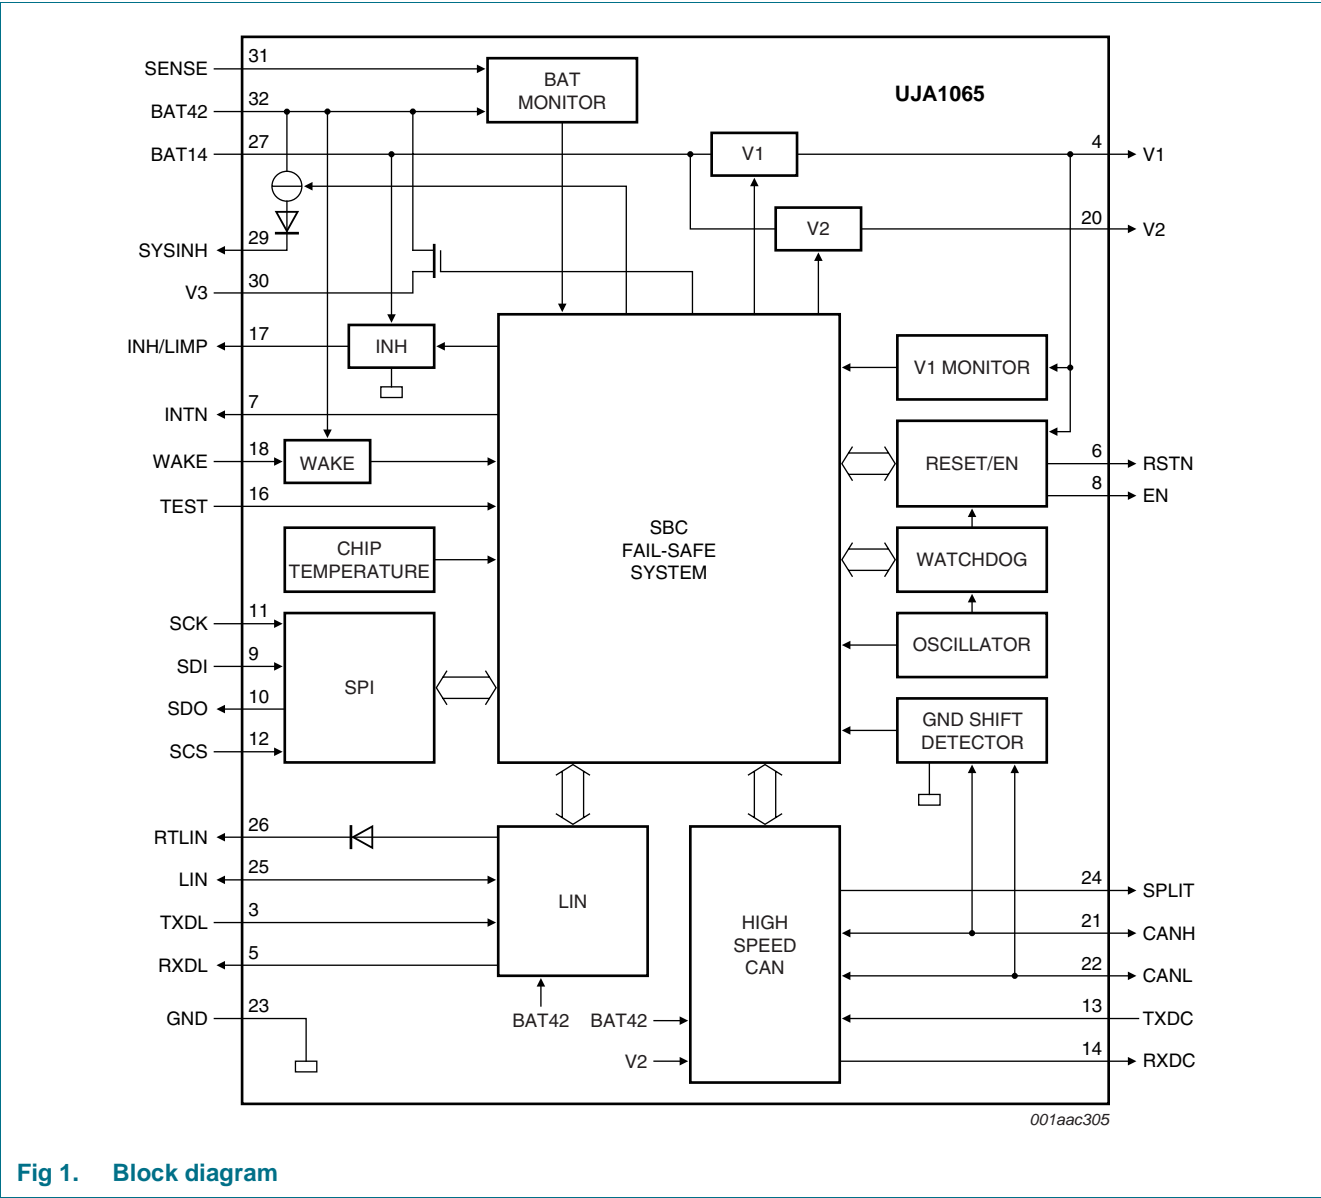 UJA1065
SENSE 31
BAT42 32
BAT14 27
SYSINH 29
V3 30
INH/LIMP 17
INTN 7
WAKE 18
TEST 16
SCK 11
SDI 9
SDO 10
SCS 12
RTLIN 26
LIN 25
TXDL 3
RXDL 5
GND 23
BAT
MONITOR
V1
V2
INH
WAKE
CHIP
TEMPERATURE
SPI
SBC
FAIL-SAFE
SYSTEM
V1 MONITOR
RESET/EN
WATCHDOG
OSCILLATOR
GND SHIFT
DETECTOR
LIN
BAT42
HIGH
SPEED
CAN
BAT42
V2
4 V1
20 V2
6 RSTN
8 EN
24 SPLIT
21 CANH
22 CANL
13 TXDC
14 RXDC
001aac305
Fig 1. Block diagram